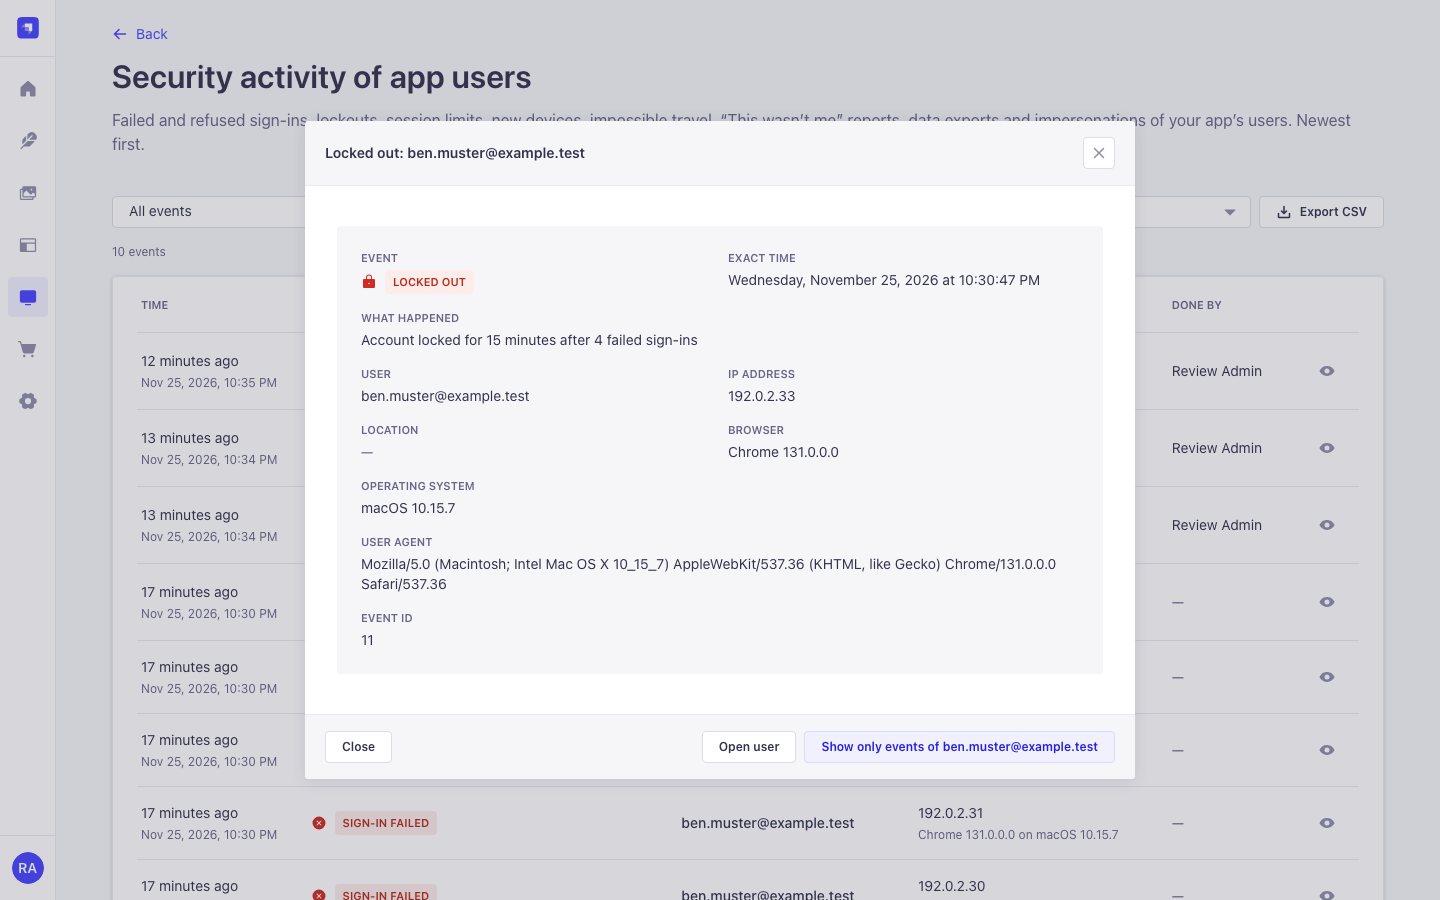 Back
Security activity of app users
Failed and refused sign-ins, lockouts, session limits, new devices, impossible travel, “This wasn’t me” reports, data exports and impersonations of your app’s users. Newest
first.
All events
Export CSV
10 events
Locked out: ben.muster@example.test
EVENT
LOCKED OUT
EXACT TIME
Wednesday, November 25, 2026 at 10:30:47 PM
WHAT HAPPENED
Account locked for 15 minutes after 4 failed sign-ins
USER
ben.muster@example.test
IP ADDRESS
192.0.2.33
LOCATION
—
BROWSER
Chrome 131.0.0.0
OPERATING SYSTEM
macOS 10.15.7
USER AGENT
Mozilla/5.0 (Macintosh; Intel Mac OS X 10_15_7) AppleWebKit/537.36 (KHTML, like Gecko) Chrome/131.0.0.0
Safari/537.36
EVENT ID
11
Close
Open user
Show only events of ben.muster@example.test
TIME
DONE BY
12 minutes ago
Nov 25, 2026, 10:35 PM
Review Admin
13 minutes ago
Nov 25, 2026, 10:34 PM
Review Admin
13 minutes ago
Nov 25, 2026, 10:34 PM
Review Admin
17 minutes ago
Nov 25, 2026, 10:30 PM
—
17 minutes ago
Nov 25, 2026, 10:30 PM
—
17 minutes ago
Nov 25, 2026, 10:30 PM
—
17 minutes ago
Nov 25, 2026, 10:30 PM
SIGN-IN FAILED
ben.muster@example.test
192.0.2.31
Chrome 131.0.0.0 on macOS 10.15.7
—
17 minutes ago
SIGN-IN FAILED
ben.muster@example.test
192.0.2.30
—
RA